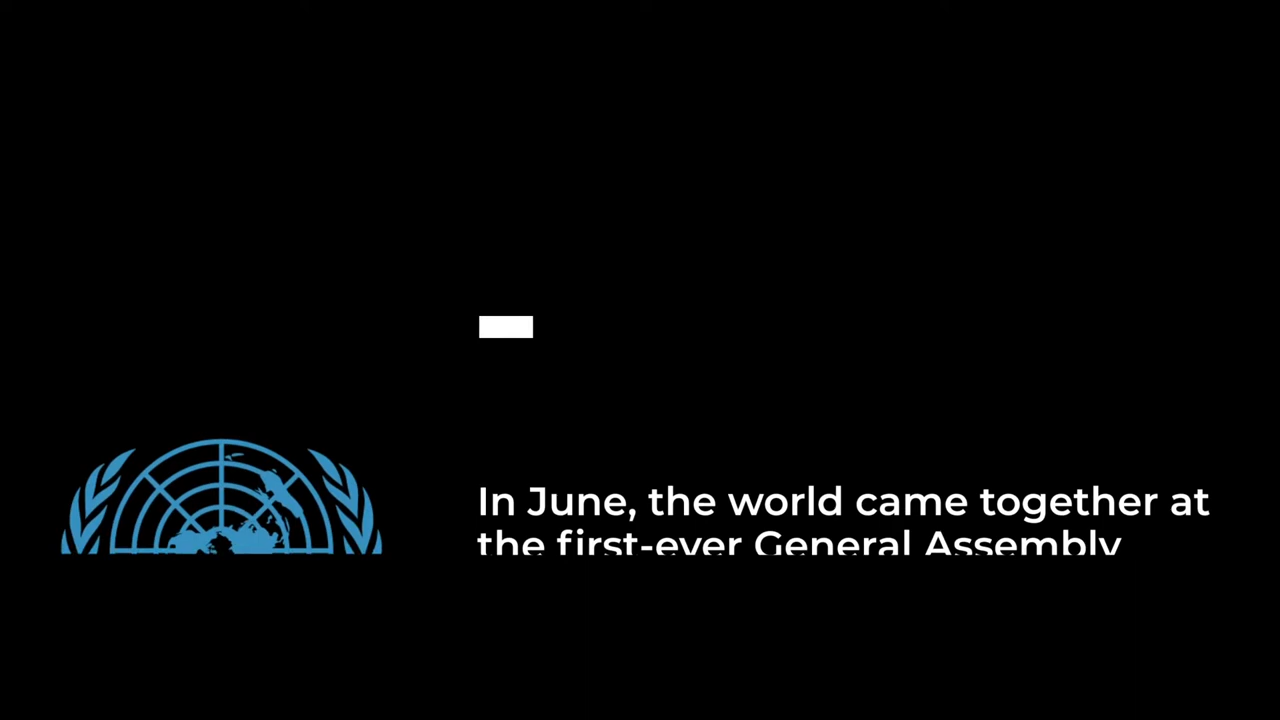 In June, the world came together at
the first-ever General Assembly